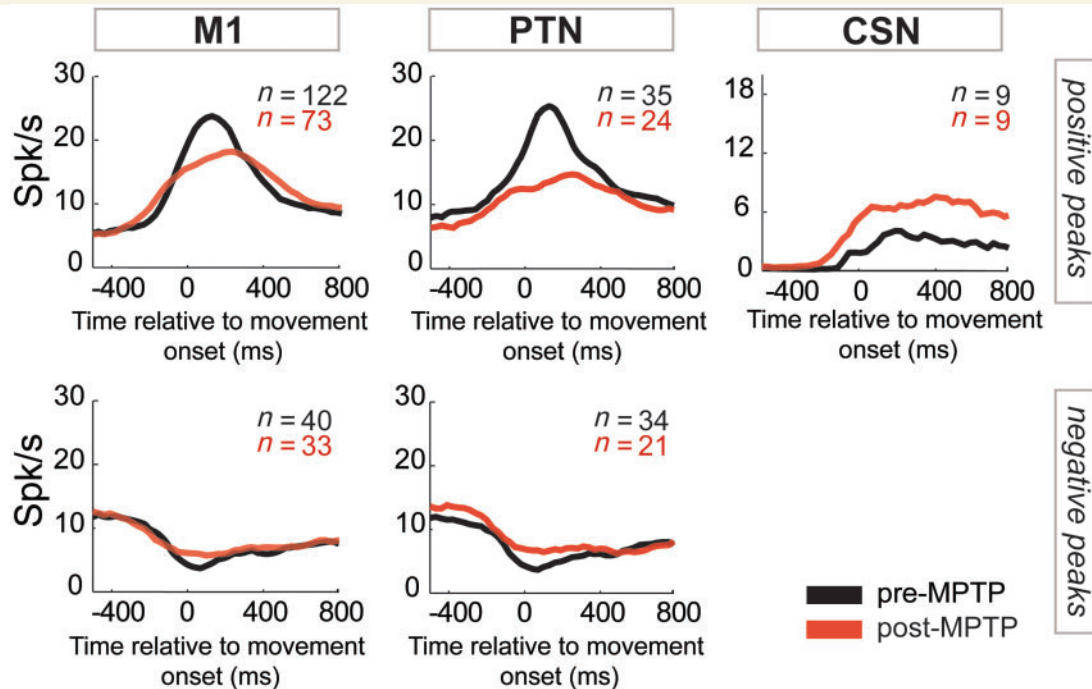 M1
PTN
CSN
30
20
10
0
Spk/s
n = 122
n = 73
-400 0 400 800
Time relative to movement
onset (ms)
30
20
10
0
n = 35
n = 24
-400 0 400 800
Time relative to movement
onset (ms)
18
12
6
0
n = 9
n = 9
-400 0 400 800
Time relative to movement
onset (ms)
positive peaks
30
20
10
0
Spk/s
n = 40
n = 33
-400 0 400 800
Time relative to movement
onset (ms)
30
20
10
0
n = 34
n = 21
-400 0 400 800
Time relative to movement
onset (ms)
pre-MPTP
post-MPTP
negative peaks